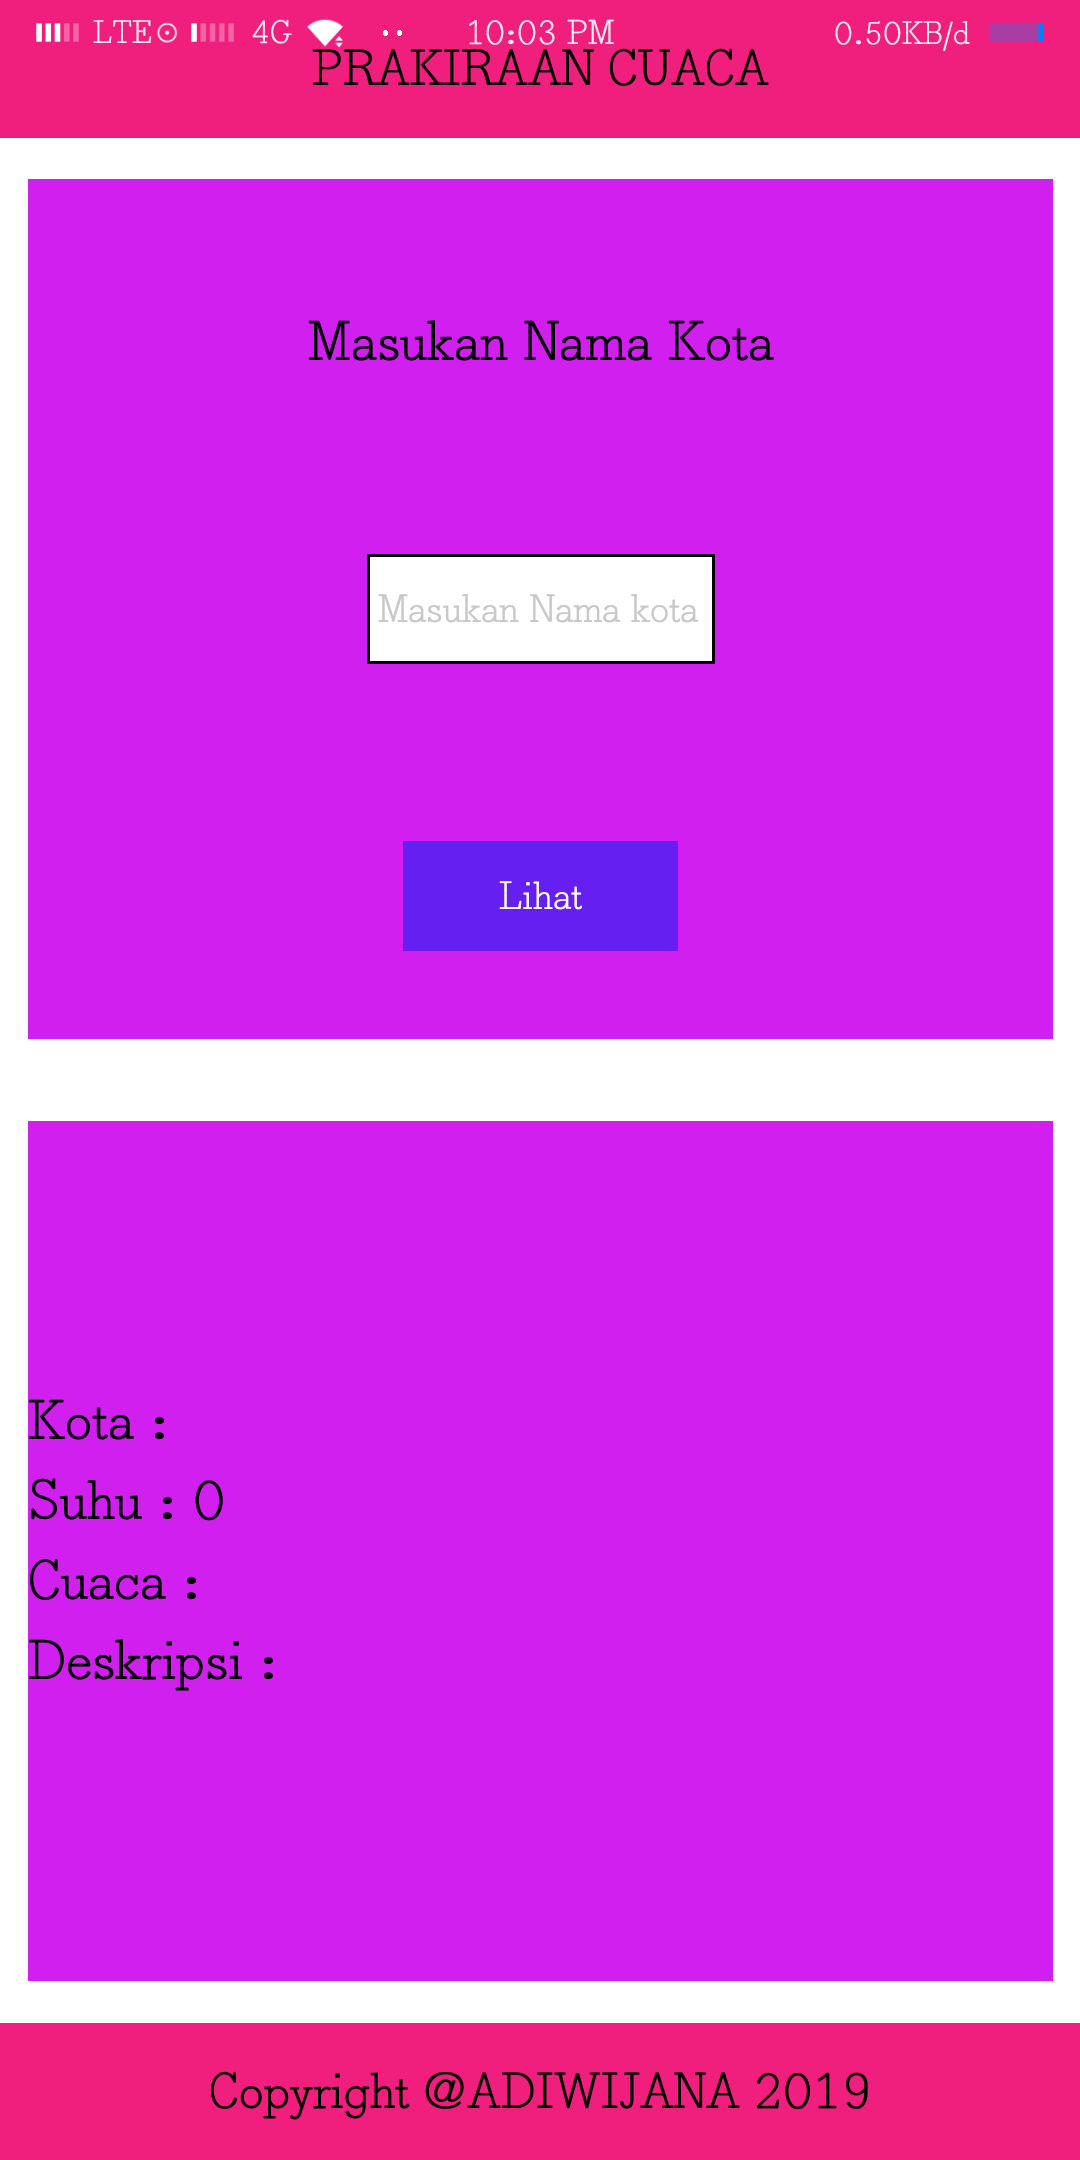 LTE 4G 10:03 PM 0.50KB/d
PRAKIRAAN CUACA
Masukan Nama Kota
Masukan Nama kota
Lihat
Kota :
Suhu : 0
Cuaca :
Deskripsi :
Copyright @ADIWIJANA 2019